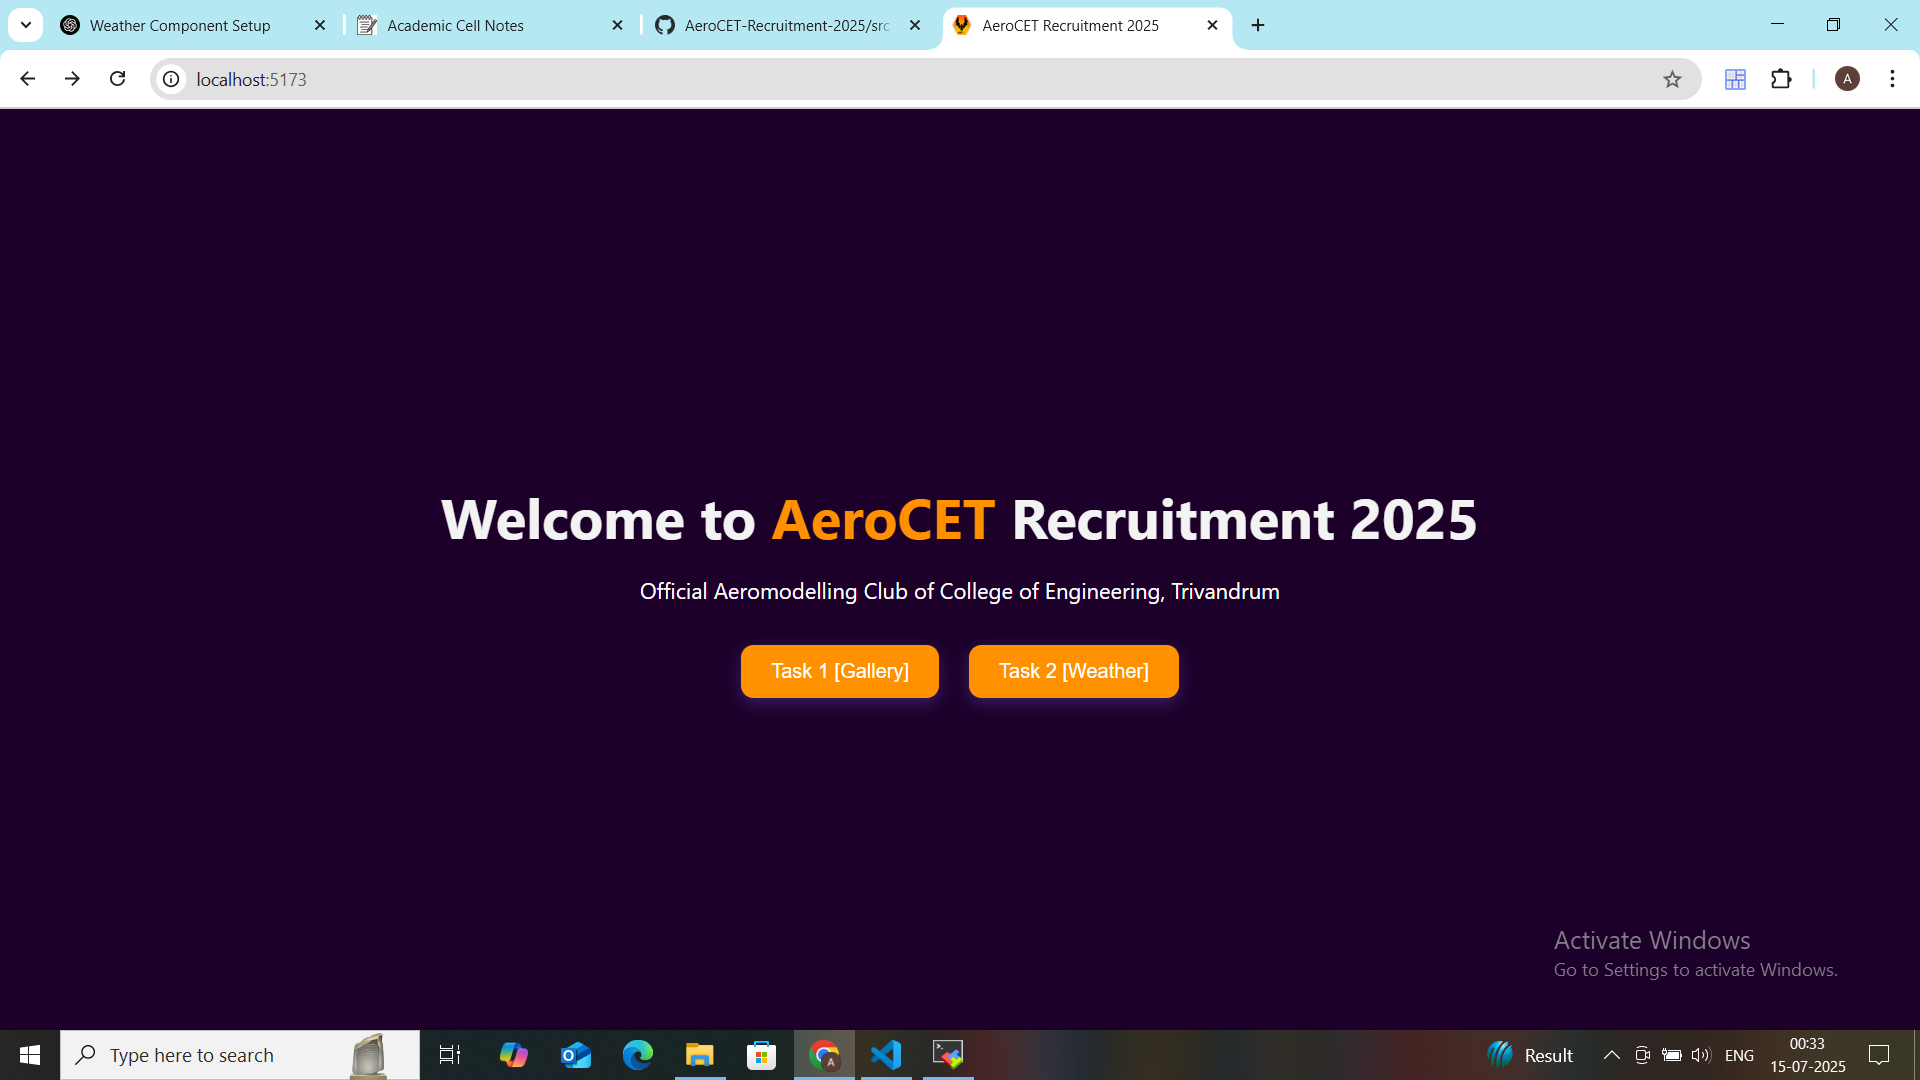 Weather Component Setup
Academic Cell Notes
AeroCET-Recruitment-2025/src
AeroCET Recruitment 2025
localhost:5173
A
Welcome to AeroCET Recruitment 2025
Official Aeromodelling Club of College of Engineering, Trivandrum
Task 1 [Gallery]
Task 2 [Weather]
Activate Windows
Go to Settings to activate Windows.
Type here to search
Result
ENG
00:33
15-07-2025